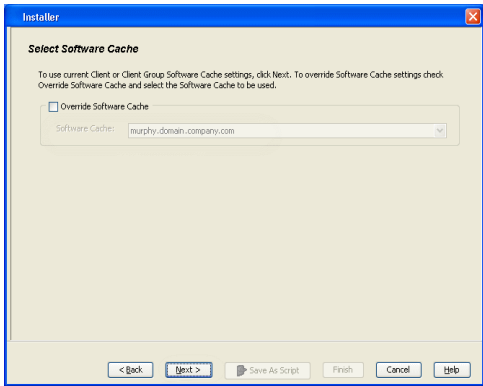 Installer
Select Software Cache
To use current Client or Client Group Software Cache settings, click Next. To override Software Cache settings check
Override Software Cache and select the Software Cache to be used.
Override Software Cache
Software Cache: murphy.domain.company.com
< Back Next > Save As Script Finish Cancel Help